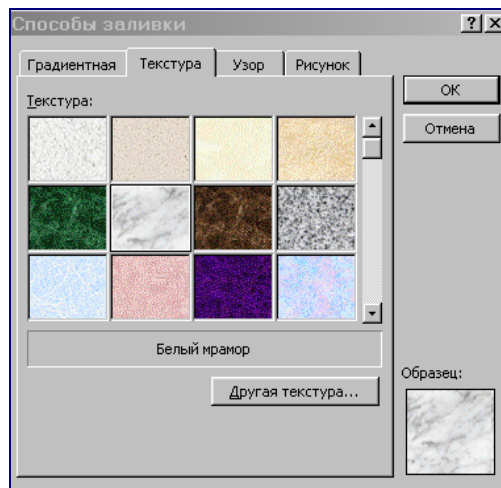 Способы заливки
Градиентная Текстура Узор Рисунок
Текстура:
OK
Отмена
Белый мрамор
Другая текстура...
Образец: